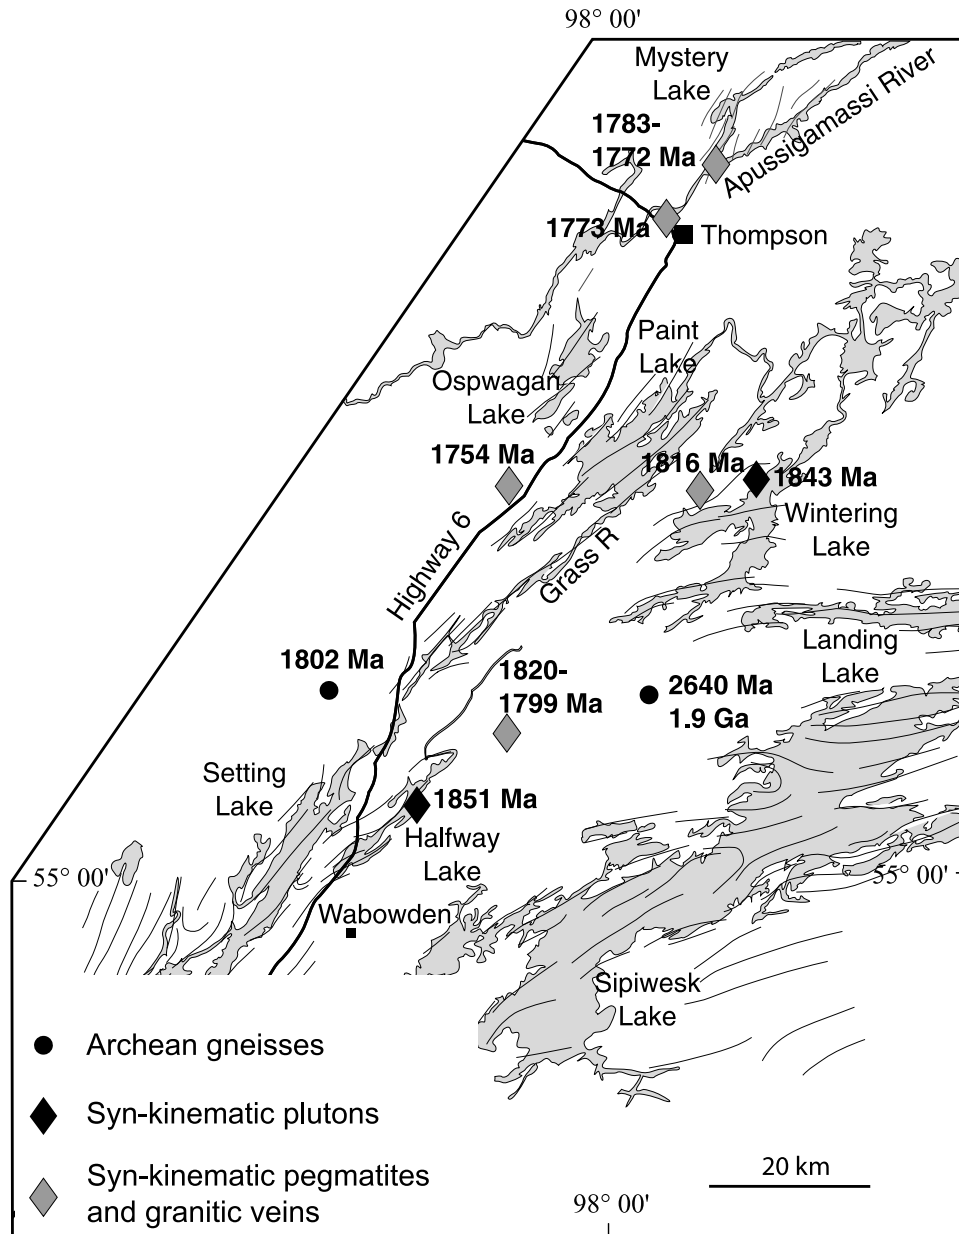 98° 00'
Mystery
Lake
Apussigamassi River
1783-
1772 Ma
1773 Ma
Thompson
Paint
Lake
Ospwagan
Lake
1754 Ma
1816 Ma
1843 Ma
Wintering
Lake
Highway 6
Grass R
Landing
Lake
1802 Ma
1820-
1799 Ma
2640 Ma
1.9 Ga
Setting
Lake
1851 Ma
Halfway
Lake
55° 00'
55° 00'
Wabowden
Sipiwesk
Lake
Archean gneisses
Syn-kinematic plutons
Syn-kinematic pegmatites
and granitic veins
20 km
98° 00'